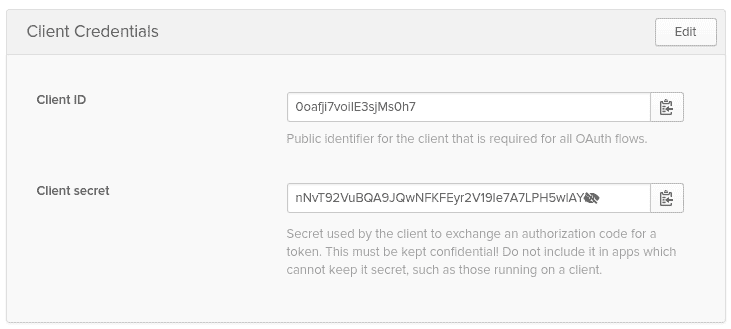 Client Credentials
Edit
Client ID
0oafji7voiIE3sjMs0h7
Public identifier for the client that is required for all OAuth flows.
Client secret
nNvT92VuBQA9JQwNFKFEyr2V19Ie7A7LPH5wIAY
Secret used by the client to exchange an authorization code for a
token. This must be kept confidential! Do not include it in apps which
cannot keep it secret, such as those running on a client.